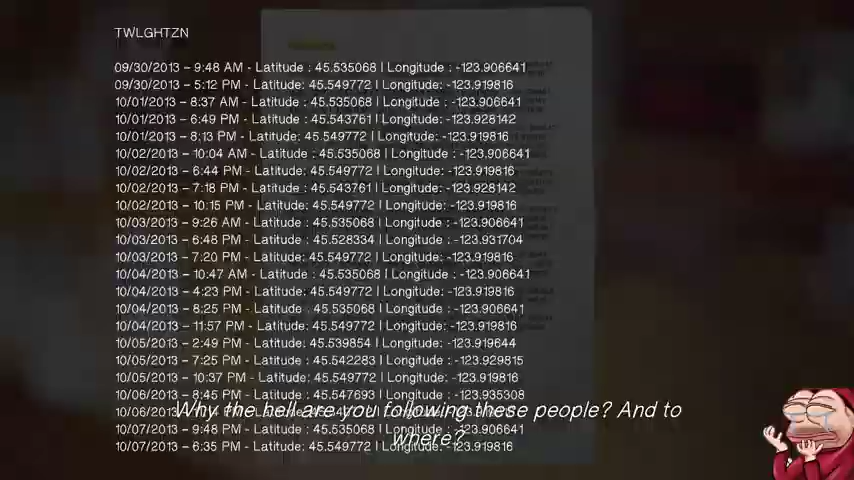 TWLGHTZN
09/30/2013 – 9:48 AM - Latitude : 45.535068 | Longitude : -123.906641
09/30/2013 – 5:12 PM - Latitude: 45.549772 | Longitude: -123.919816
10/01/2013 – 8:37 AM - Latitude : 45.535068 | Longitude : -123.906641
10/01/2013 – 6:49 PM - Latitude: 45.543761 | Longitude: -123.928142
10/01/2013 – 8:13 PM - Latitude: 45.549772 | Longitude: -123.919816
10/02/2013 – 10:04 AM - Latitude : 45.535068 | Longitude : -123.906641
10/02/2013 – 6:44 PM - Latitude: 45.549772 | Longitude: -123.919816
10/02/2013 – 7:18 PM - Latitude: 45.543761 | Longitude: -123.928142
10/02/2013 – 10:15 PM - Latitude: 45.549772 | Longitude: -123.919816
10/03/2013 – 9:26 AM - Latitude : 45.535068 | Longitude : -123.906641
10/03/2013 – 6:48 PM - Latitude: 45.528334 | Longitude : -123.931704
10/03/2013 – 7:20 PM - Latitude: 45.549772 | Longitude: -123.919816
10/04/2013 – 10:47 AM - Latitude : 45.535068 | Longitude : -123.906641
10/04/2013 – 4:23 PM - Latitude: 45.549772 | Longitude: -123.919816
10/04/2013 – 8:25 PM - Latitude : 45.535068 | Longitude : -123.906641
10/04/2013 – 11:57 PM - Latitude: 45.549772 | Longitude: -123.919816
10/05/2013 – 2:49 PM - Latitude: 45.539854 | Longitude: -123.919644
10/05/2013 – 7:25 PM - Latitude: 45.542283 | Longitude : -123.929815
10/05/2013 – 10:37 PM - Latitude: 45.549772 | Longitude: -123.919816
10/06/2013 – 8:45 PM - Latitude: 45.547693 | Longitude: -123.935308
10/06/2013
Why the hell are you following these people? And to
10/07/2013 – 9:48 PM - Latitude : 45.535068 | Longitude : -123.906641
where?
10/07/2013 – 6:35 PM - Latitude: 45.549772 | Longitude: -123.919816